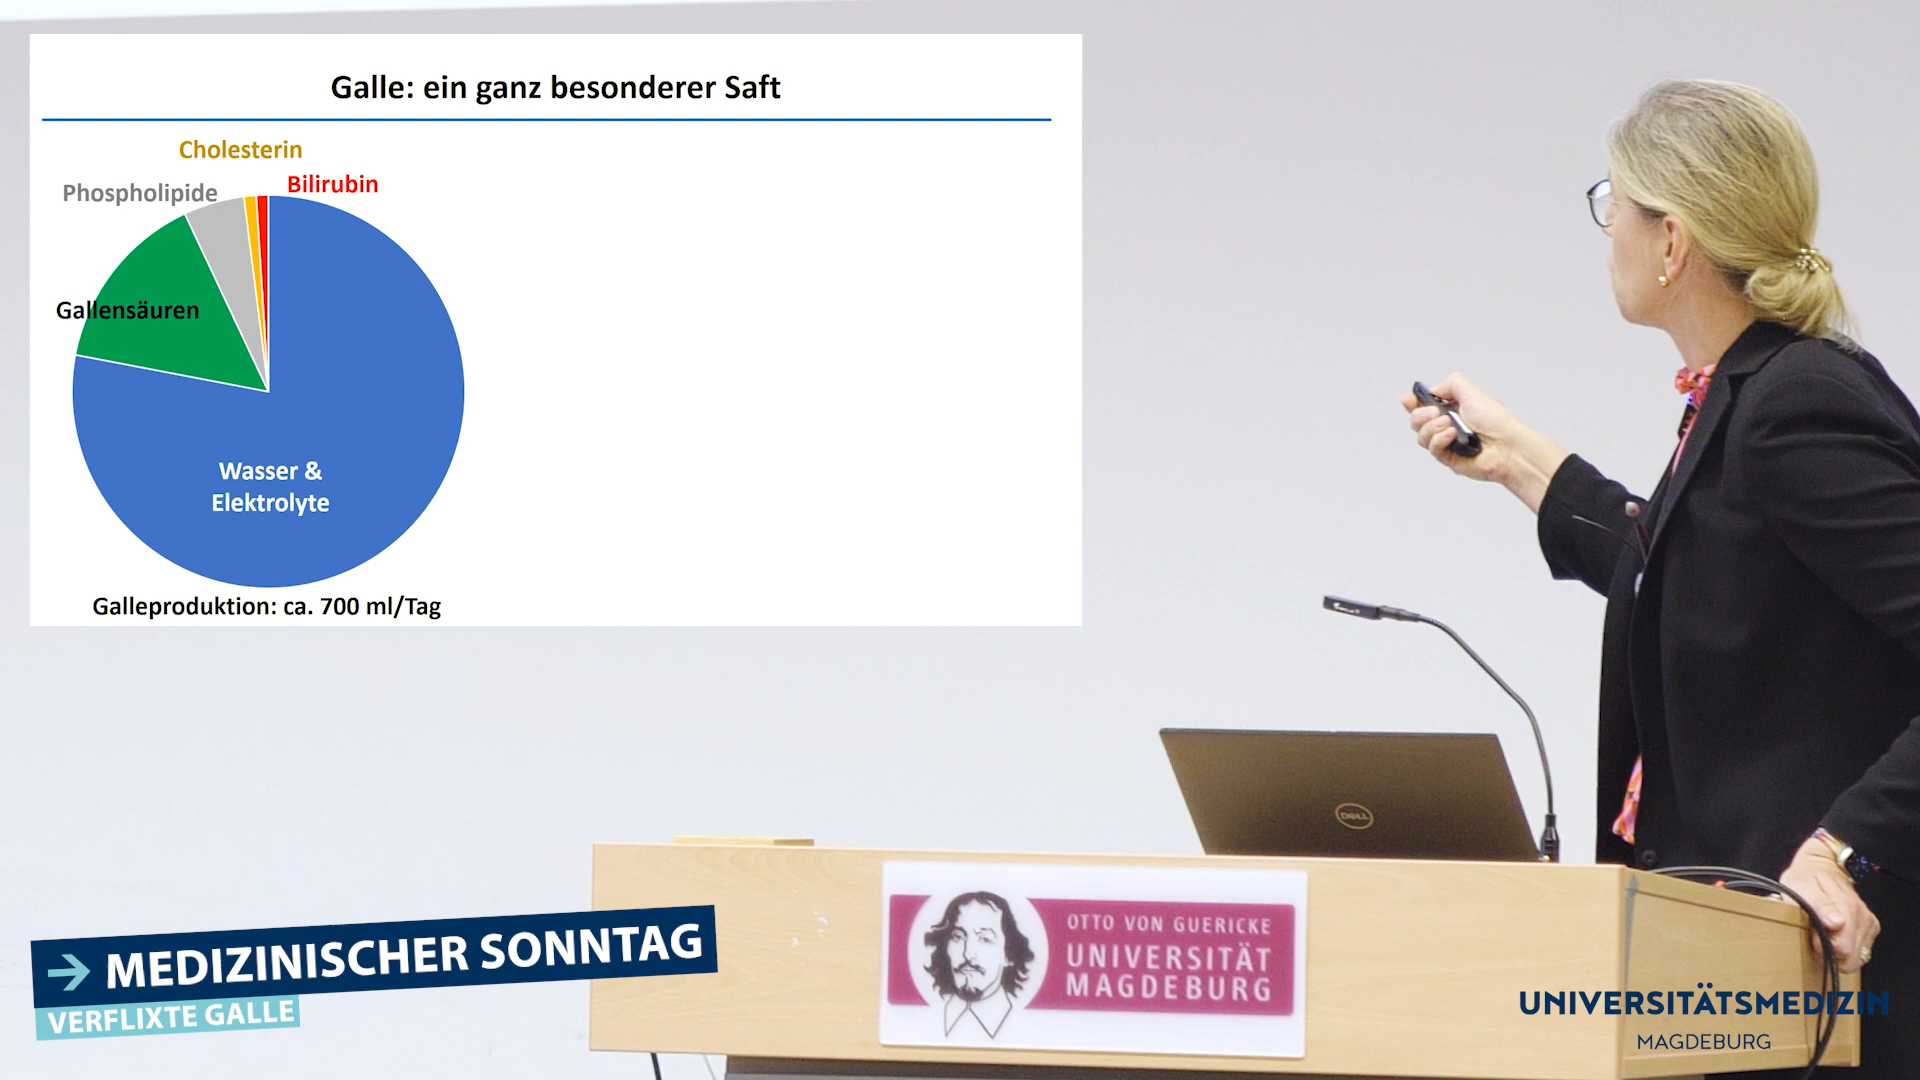 Galle: ein ganz besonderer Saft
Cholesterin
Bilirubin
Phospholipide
Gallensäuren
Wasser &
Elektrolyte
Galleproduktion: ca. 700 ml/Tag
DELL
OTTO VON GUERICKE
UNIVERSITÄT
MAGDEBURG
MEDIZINISCHER SONNTAG
VERFLIXTE GALLE
UNIVERSITÄTSMEDIZIN
MAGDEBURG